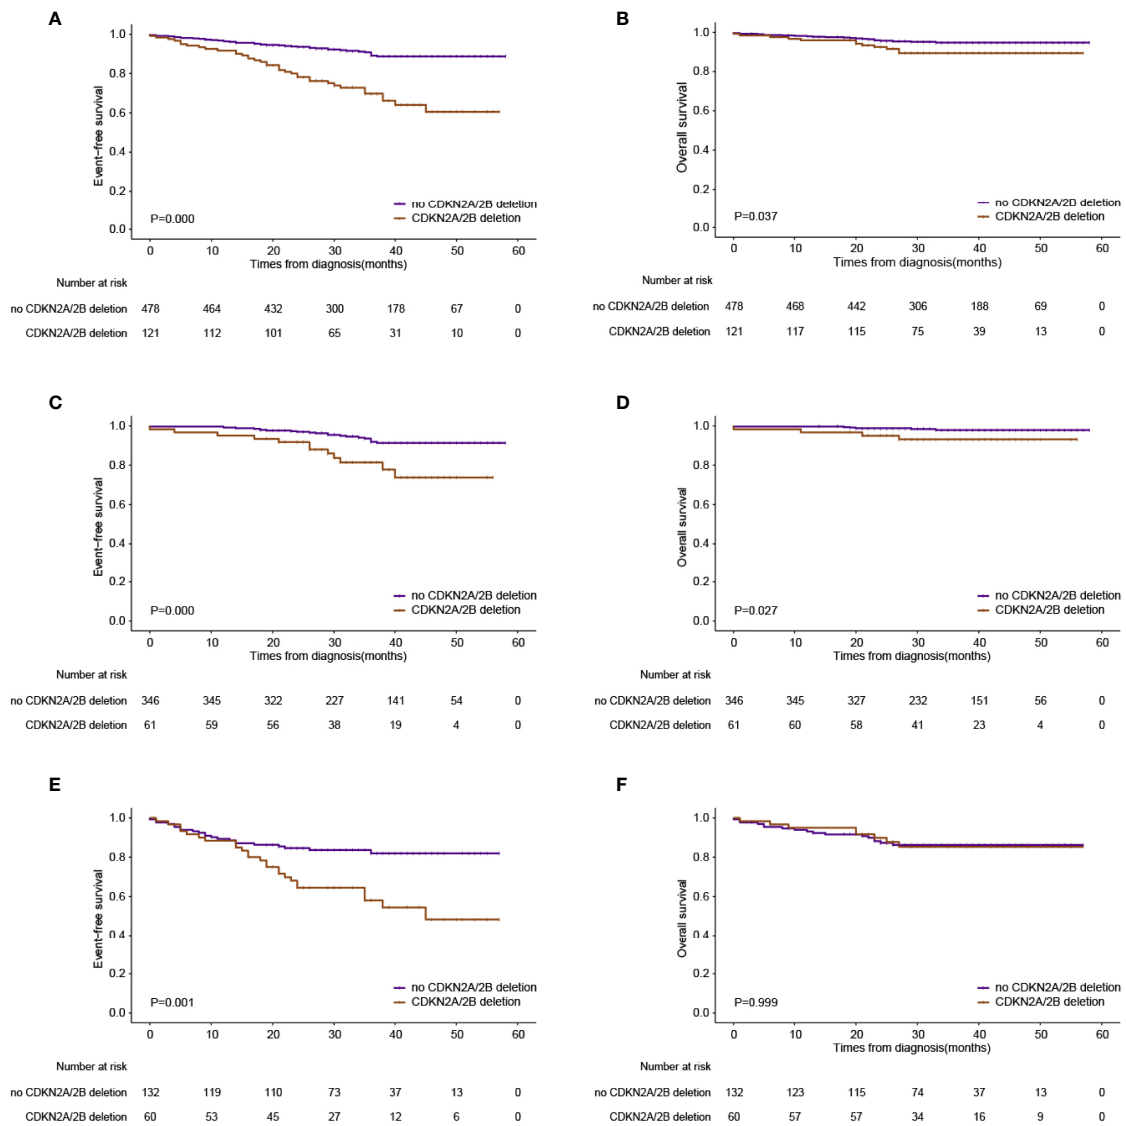 A
1.0
0.8
0.6
0.4
0.2
0.0
Event-free survival
no CDKN2A/2B deletion
CDKN2A/2B deletion
P=0.000
0 10 20 30 40 50 60
Times from diagnosis(months)
Number at risk
no CDKN2A/2B deletion 478 464 432 300 178 67 0
CDKN2A/2B deletion 121 112 101 65 31 10 0
B
1.0
0.8
0.6
0.4
0.2
0.0
Overall survival
no CDKN2A/2B deletion
CDKN2A/2B deletion
P=0.037
0 10 20 30 40 50 60
Times from diagnosis(months)
Number at risk
no CDKN2A/2B deletion 478 468 442 306 188 69 0
CDKN2A/2B deletion 121 117 115 75 39 13 0
C
1.0
0.8
0.6
0.4
0.2
0.0
Event-free survival
no CDKN2A/2B deletion
CDKN2A/2B deletion
P=0.000
0 10 20 30 40 50 60
Times from diagnosis(months)
Number at risk
no CDKN2A/2B deletion 346 345 322 227 141 54 0
CDKN2A/2B deletion 61 59 56 38 19 4 0
D
1.0
0.8
0.6
0.4
0.2
0.0
Overall survival
no CDKN2A/2B deletion
CDKN2A/2B deletion
P=0.027
0 10 20 30 40 50 60
Times from diagnosis(months)
Number at risk
no CDKN2A/2B deletion 346 345 327 232 151 56 0
CDKN2A/2B deletion 61 60 58 41 23 4 0
E
1.0
0.8
0.6
0.4
0.2
0.0
Event-free survival
no CDKN2A/2B deletion
CDKN2A/2B deletion
P=0.001
0 10 20 30 40 50 60
Number at risk
no CDKN2A/2B deletion 132 119 110 73 37 13 0
CDKN2A/2B deletion 60 53 45 27 12 6 0
F
1.0
0.8
0.6
0.4
0.2
0.0
Overall survival
no CDKN2A/2B deletion
CDKN2A/2B deletion
P=0.999
0 10 20 30 40 50 60
Times from diagnosis(months)
Number at risk
no CDKN2A/2B deletion 132 123 115 74 37 13 0
CDKN2A/2B deletion 60 57 57 34 16 9 0